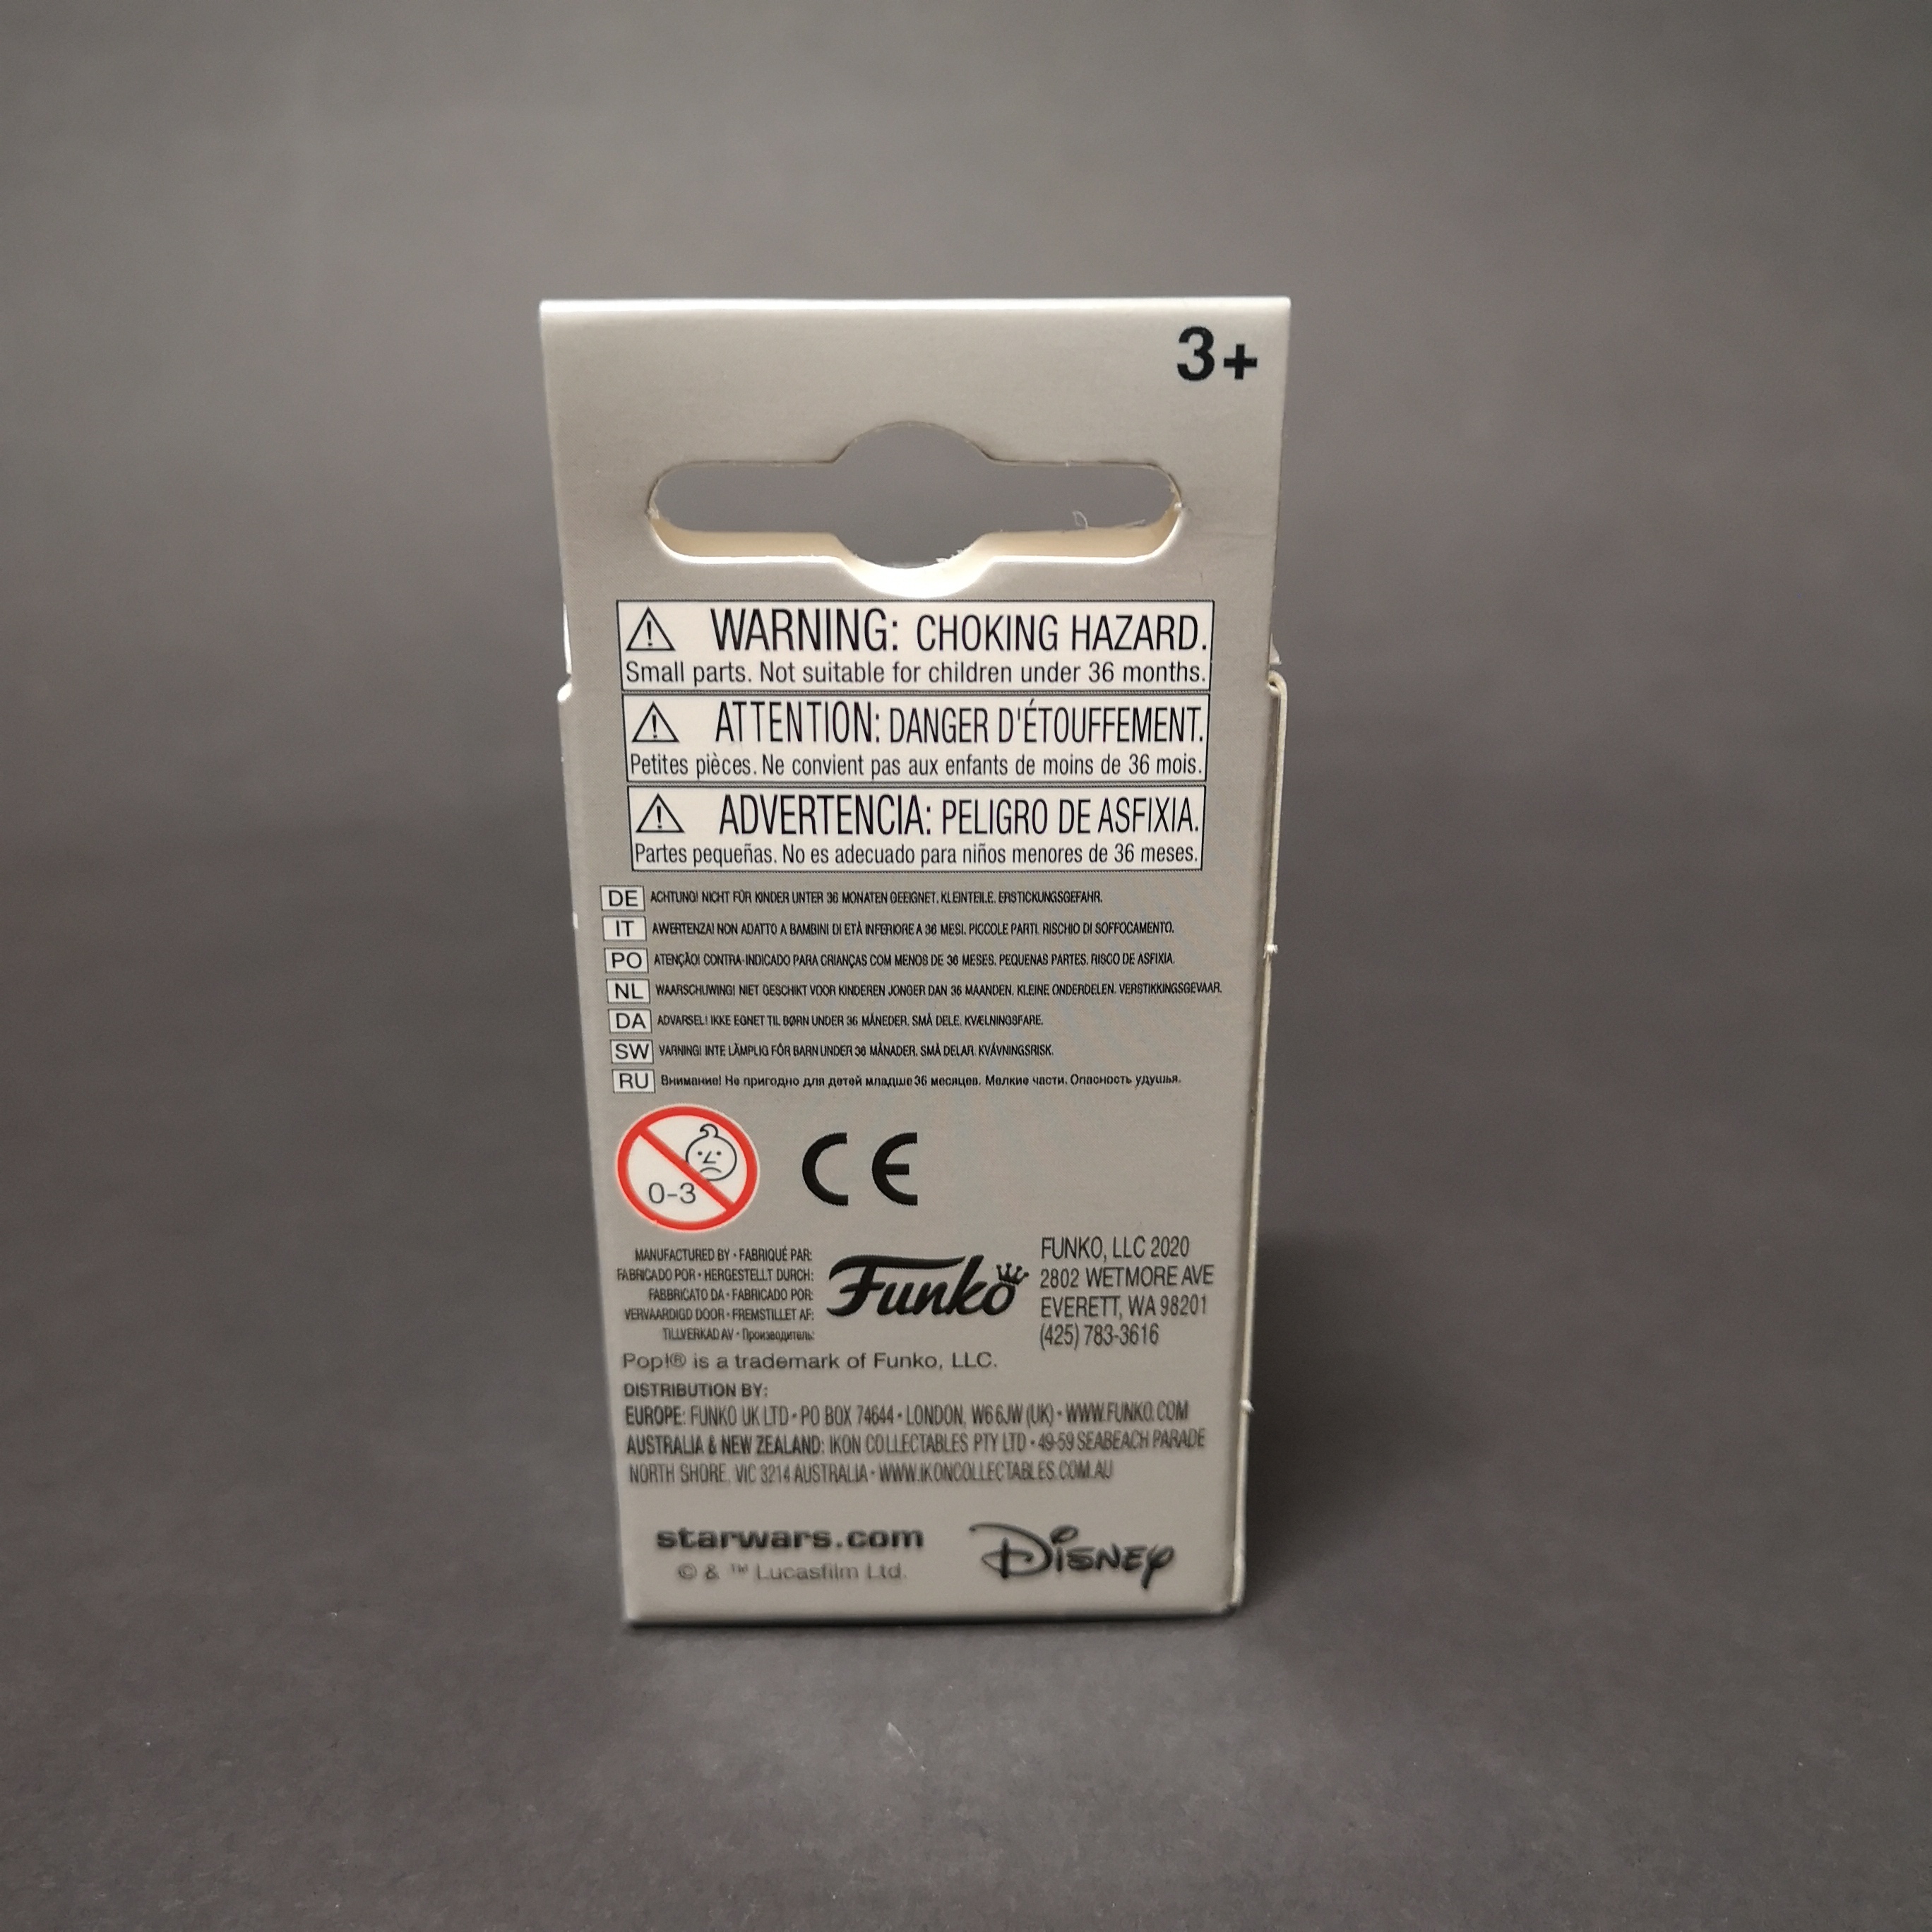 3+
WARNING: CHOKING HAZARD.
Small parts. Not suitable for children under 36 months.
ATTENTION: DANGER D'ÉTOUFFEMENT.
Petites pièces. Ne convient pas aux enfants de moins de 36 mois.
ADVERTENCIA: PELIGRO DE ASFIXIA.
Partes pequeñas. No es adecuado para niños menores de 36 meses.
DE ACHTUNG! NICHT FÜR KINDER UNTER 36 MONATEN GEEIGNET. KLEINTEILE. ERSTICKUNGSGEFAHR.
IT AWERTENZA! NON ADATTO A BAMBINI DI ETÀ INFERIORE A 36 MESI. PICCOLE PARTI. RISCHIO DI SOFFOCAMENTO.
PO ATENÇÃO! CONTRA-INDICADO PARA CRIANÇAS COM MENOS DE 36 MESES. PEQUENAS PARTES. RISCO DE ASFIXIA.
NL WAARSCHUWING! NIET GESCHIKT VOOR KINDEREN JONGER DAN 36 MAANDEN. KLEINE ONDERDELEN. VERSTIKKINGSGEVAAR.
DA ADVARSEL! IKKE EGNET TIL BØRN UNDER 36 MÅNEDER. SMÅ DELE. KVÆLNINGSFARE.
SW VARNING! INTE LÄMPLIG FÖR BARN UNDER 36 MÅNADER. SMÅ DELAR. KVÄVNINGSRISK.
RU Внимание! Не пригодно для детей младше 36 месяцев. Мелкие части. Опасность удушья.
0-3
CE
MANUFACTURED BY • FABRIQUÉ PAR:
FABRICADO POR • HERGESTELLT DURCH:
FABBRICATO DA • FABRICADO POR:
VERVAARDIGD DOOR • FREMSTILLET AF:
TILLVERKAD AV • Производитель:
Funko
FUNKO, LLC 2020
2802 WETMORE AVE
EVERETT, WA 98201
(425) 783-3616
Pop!® is a trademark of Funko, LLC.
DISTRIBUTION BY:
EUROPE: FUNKO UK LTD • PO BOX 74644 • LONDON, W6 6JW (UK) • WWW.FUNKO.COM
AUSTRALIA & NEW ZEALAND: IKON COLLECTABLES PTY LTD • 49-59 SEABEACH PARADE
NORTH SHORE, VIC 3214 AUSTRALIA • WWW.IKONCOLLECTABLES.COM.AU
starwars.com
© & ™ Lucasfilm Ltd.
Disney